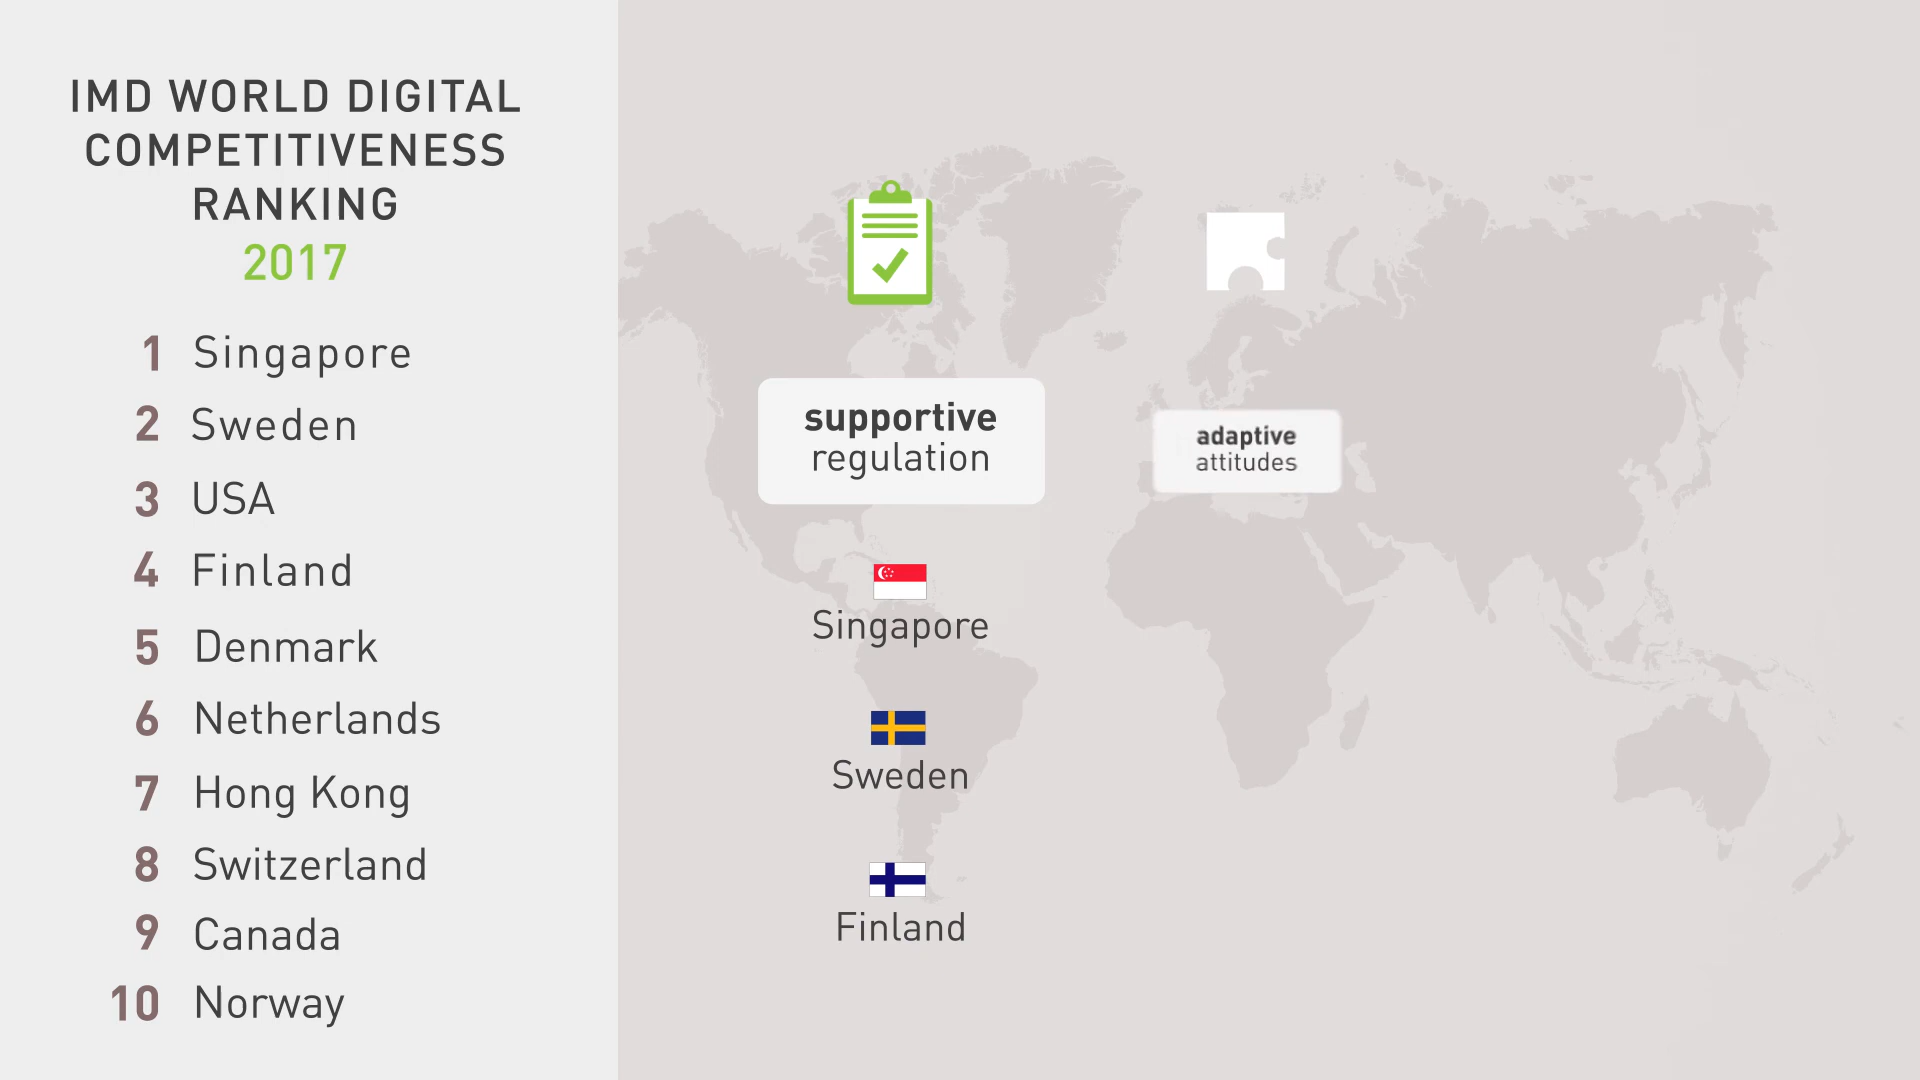 IMD WORLD DIGITAL
COMPETITIVENESS
RANKING
2017
1 Singapore
2 Sweden
3 USA
4 Finland
5 Denmark
6 Netherlands
7 Hong Kong
8 Switzerland
9 Canada
10 Norway
supportive
regulation
Singapore
Sweden
Finland
adaptive
attitudes